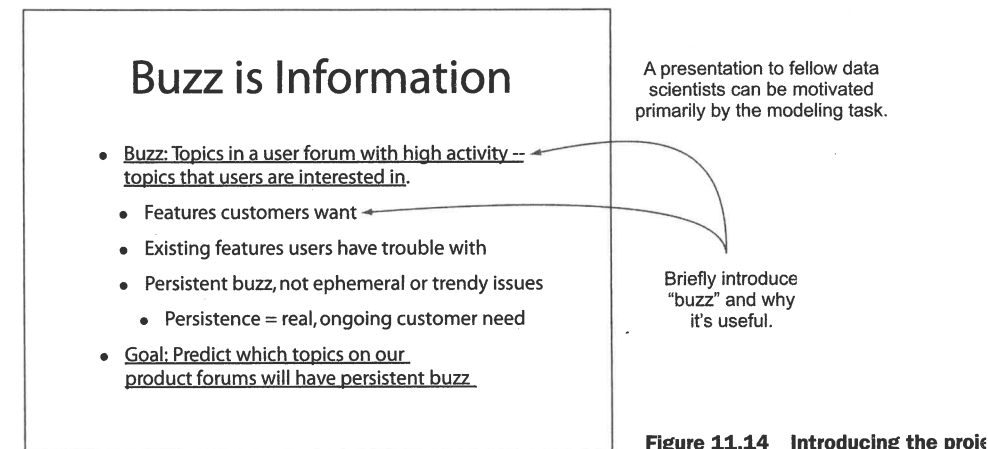 Buzz is Information
• Buzz: Topics in a user forum with high activity --
topics that users are interested in.
• Features customers want
• Existing features users have trouble with
• Persistent buzz, not ephemeral or trendy issues
• Persistence = real, ongoing customer need
• Goal: Predict which topics on our
product forums will have persistent buzz
A presentation to fellow data
scientists can be motivated
primarily by the modeling task.
Briefly introduce
“buzz” and why
it’s useful.
Figure 11.14 Introducing the